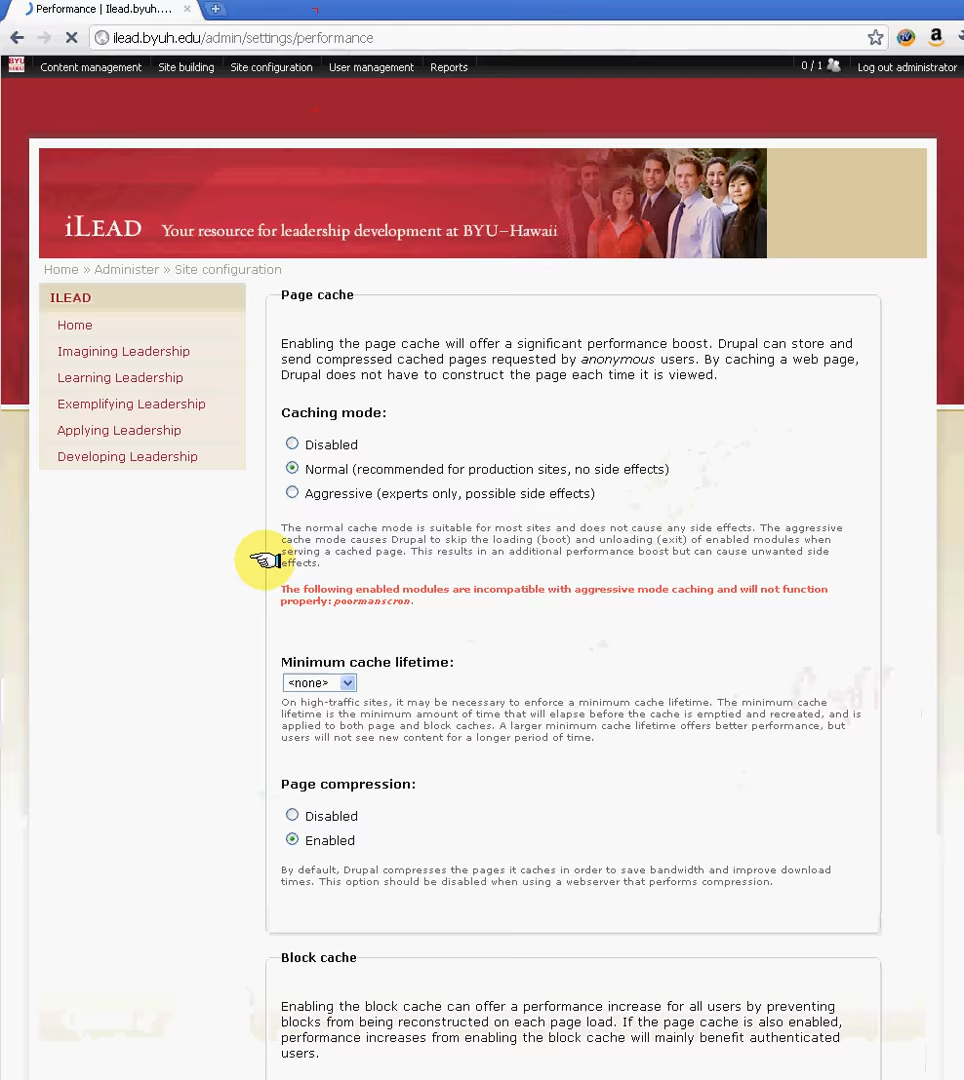 Performance | Ilead.byuh....
ilead.byuh.edu/admin/settings/performance
BYU
Content management Site building Site configuration User management Reports 0 / 1 Log out administrator
iLEAD Your resource for leadership development at BYU–Hawaii
Home » Administer » Site configuration
ILEAD
Home
Imagining Leadership
Learning Leadership
Exemplifying Leadership
Applying Leadership
Developing Leadership
Page cache
Enabling the page cache will offer a significant performance boost. Drupal can store and
send compressed cached pages requested by anonymous users. By caching a web page,
Drupal does not have to construct the page each time it is viewed.
Caching mode:
Disabled
Normal (recommended for production sites, no side effects)
Aggressive (experts only, possible side effects)
The normal cache mode is suitable for most sites and does not cause any side effects. The aggressive
cache mode causes Drupal to skip the loading (boot) and unloading (exit) of enabled modules when
serving a cached page. This results in an additional performance boost but can cause unwanted side
effects.
The following enabled modules are incompatible with aggressive mode caching and will not function
properly: poormanscron.
Minimum cache lifetime:
<none>
On high-traffic sites, it may be necessary to enforce a minimum cache lifetime. The minimum cache
lifetime is the minimum amount of time that will elapse before the cache is emptied and recreated, and is
applied to both page and block caches. A larger minimum cache lifetime offers better performance, but
users will not see new content for a longer period of time.
Page compression:
Disabled
Enabled
By default, Drupal compresses the pages it caches in order to save bandwidth and improve download
times. This option should be disabled when using a webserver that performs compression.
Block cache
Enabling the block cache can offer a performance increase for all users by preventing
blocks from being reconstructed on each page load. If the page cache is also enabled,
performance increases from enabling the block cache will mainly benefit authenticated
users.